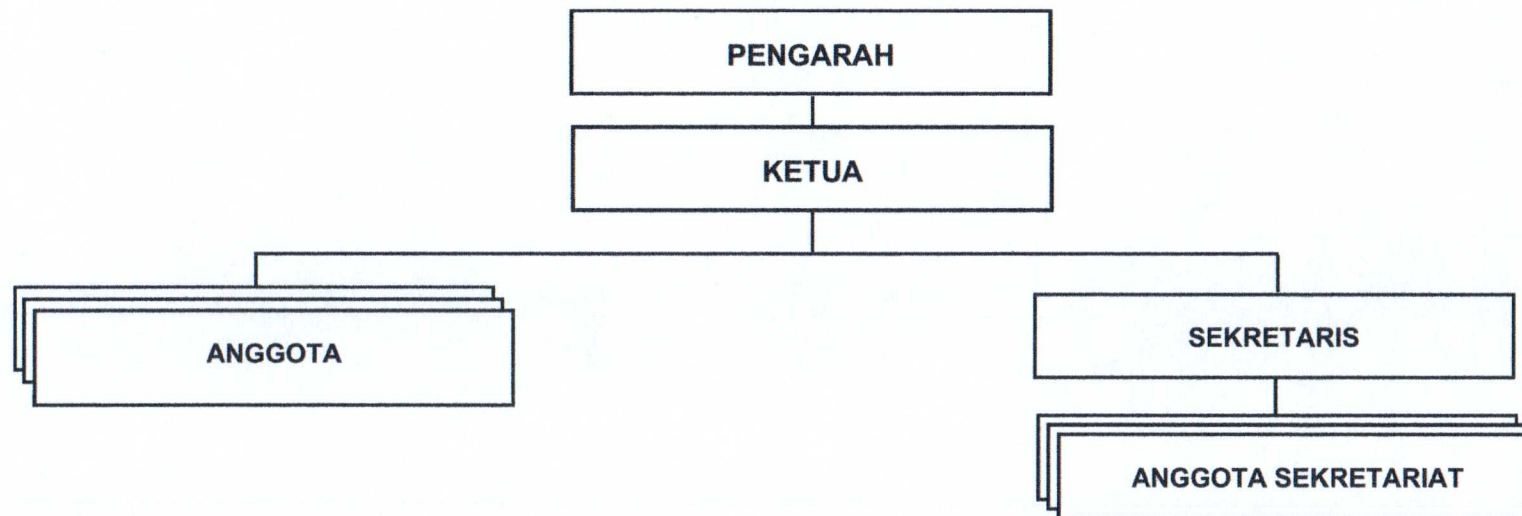 PENGARAH
KETUA
ANGGOTA
SEKRETARIS
ANGGOTA SEKRETARIAT